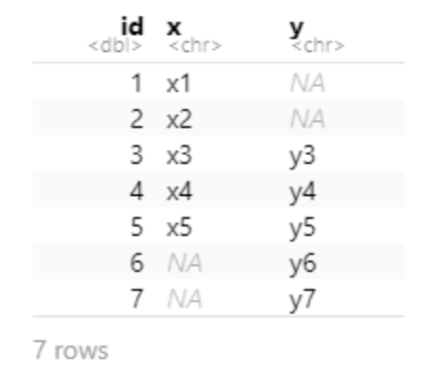 id x y
<dbl> <chr> <chr>
1 x1 NA
2 x2 NA
3 x3 y3
4 x4 y4
5 x5 y5
6 NA y6
7 NA y7
7 rows